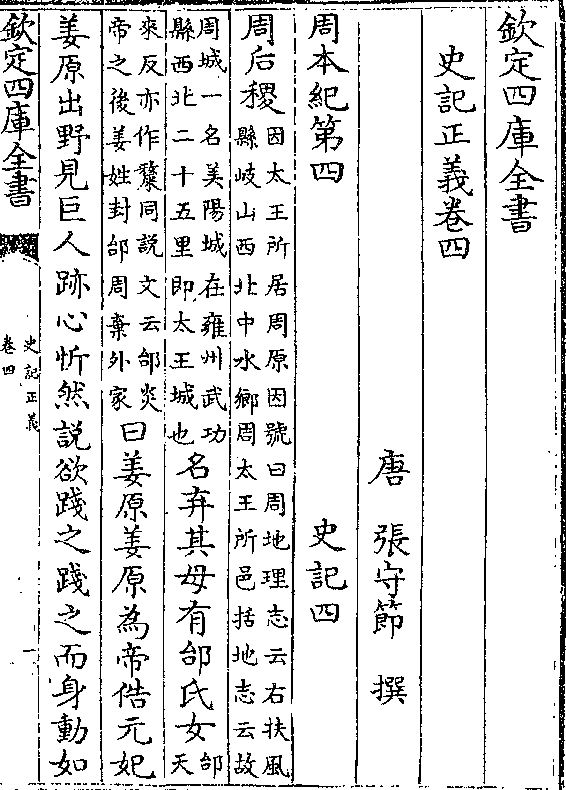 欽定四庫全書
史記正義卷四
唐 張守節 撰
周本紀第四 史記四
周后稷因太王所居周原因號曰周地理志云右扶風
縣岐山西北中水鄉周太王所邑括地志云故
周城一名美陽城在雍州武功
縣西北二十五里即太王城也名弃其母有邰氏女邰
天
來反亦作斄同説文云邰炎
帝之後姜姓封邰周棄外家曰姜原姜原為帝俈元妃
姜原出野見巨人跡心忻然説欲踐之踐之而身動如
欽定四庫全書
史記正義
卷四
一